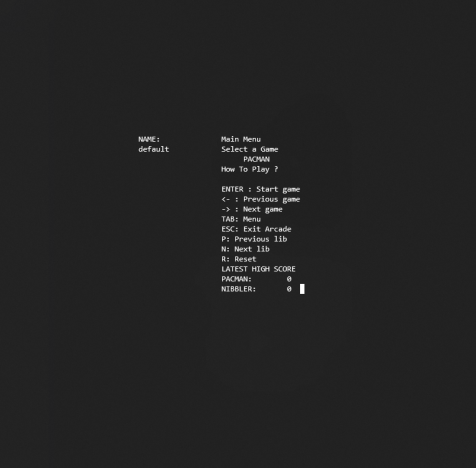 NAME:
default
Main Menu
Select a Game
PACMAN
How To Play ?
ENTER : Start game
<- : Previous game
-> : Next game
TAB: Menu
ESC: Exit Arcade
P: Previous lib
N: Next lib
R: Reset
LATEST HIGH SCORE
PACMAN: 0
NIBBLER: 0